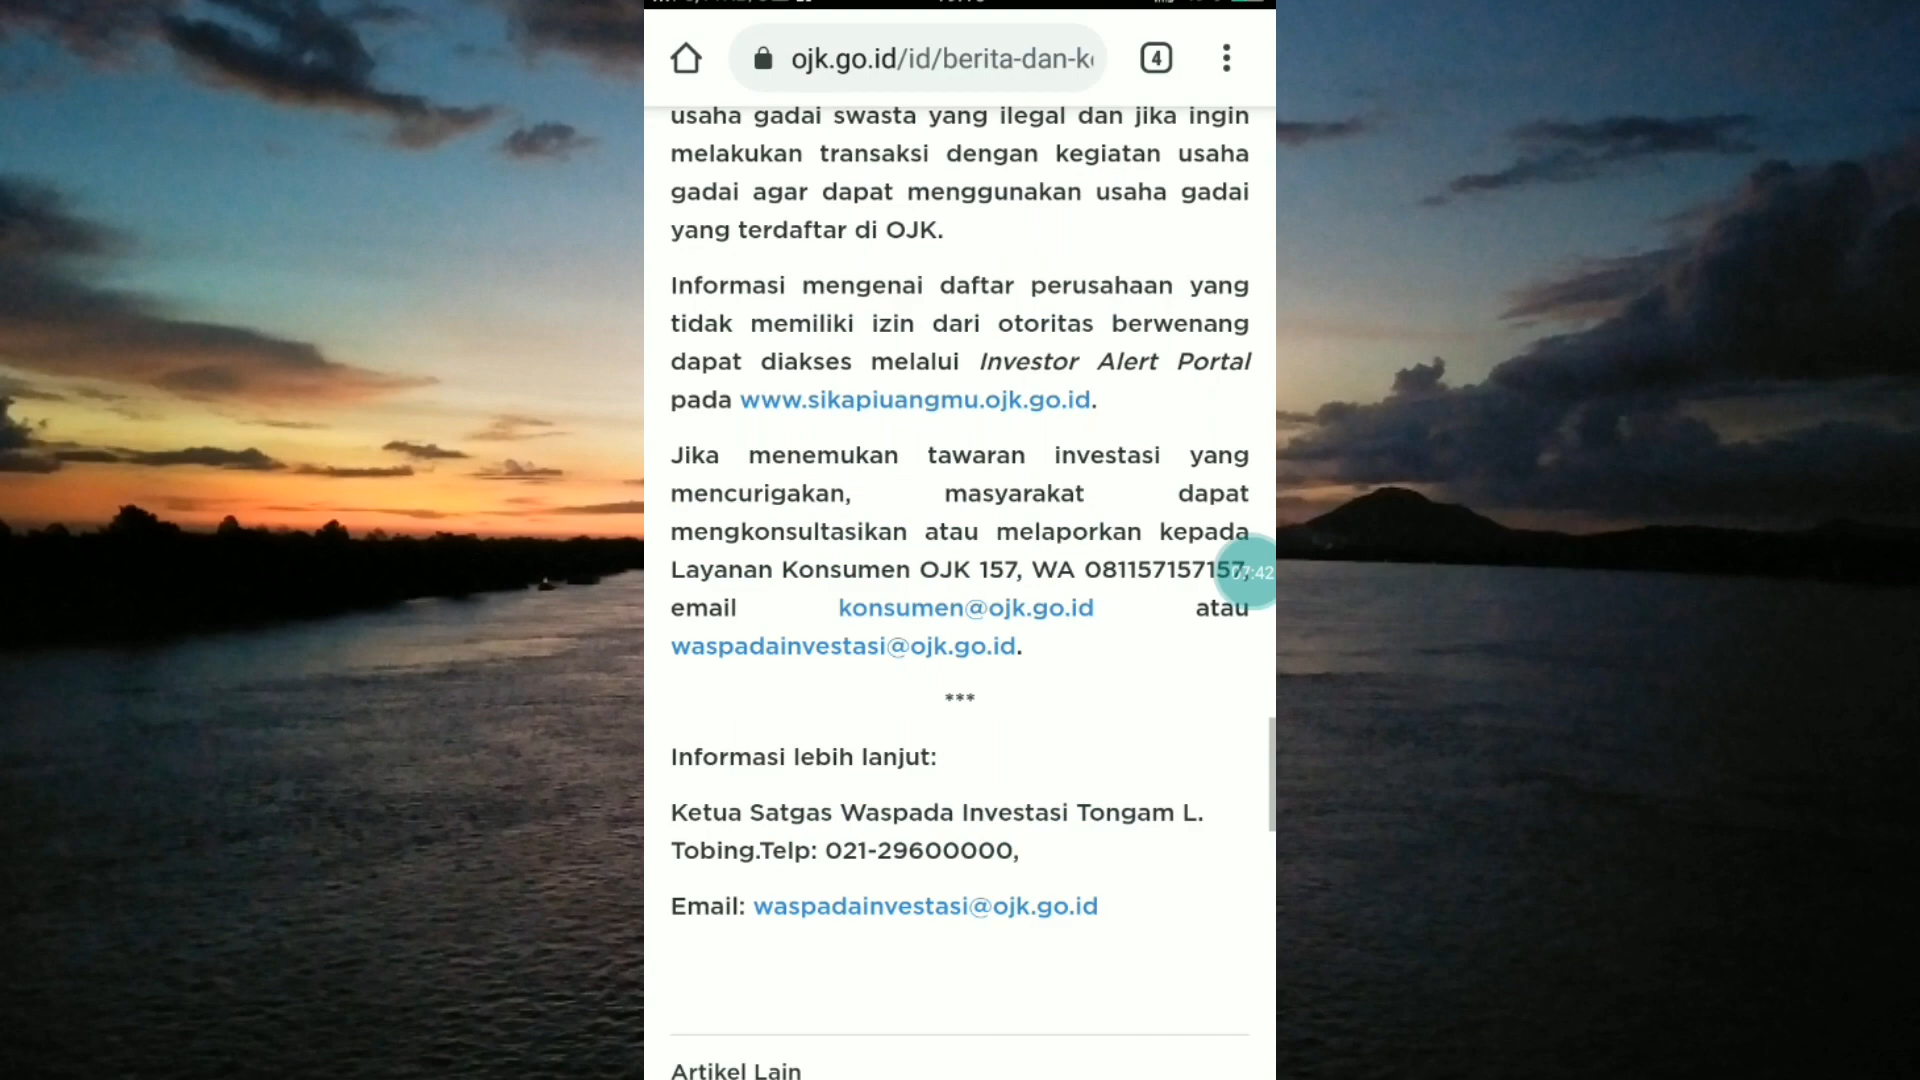 ojk.go.id/id/berita-dan-k
4
usaha gadai swasta yang ilegal dan jika ingin
melakukan transaksi dengan kegiatan usaha
gadai agar dapat menggunakan usaha gadai
yang terdaftar di OJK.
Informasi mengenai daftar perusahaan yang
tidak memiliki izin dari otoritas berwenang
dapat diakses melalui Investor Alert Portal
pada www.sikapiuangmu.ojk.go.id.
Jika menemukan tawaran investasi yang
mencurigakan, masyarakat dapat
mengkonsultasikan atau melaporkan kepada
Layanan Konsumen OJK 157, WA 081157157157,
07:42
email konsumen@ojk.go.id atau
waspadainvestasi@ojk.go.id.
***
Informasi lebih lanjut:
Ketua Satgas Waspada Investasi Tongam L.
Tobing.Telp: 021-29600000,
Email: waspadainvestasi@ojk.go.id
Artikel Lain